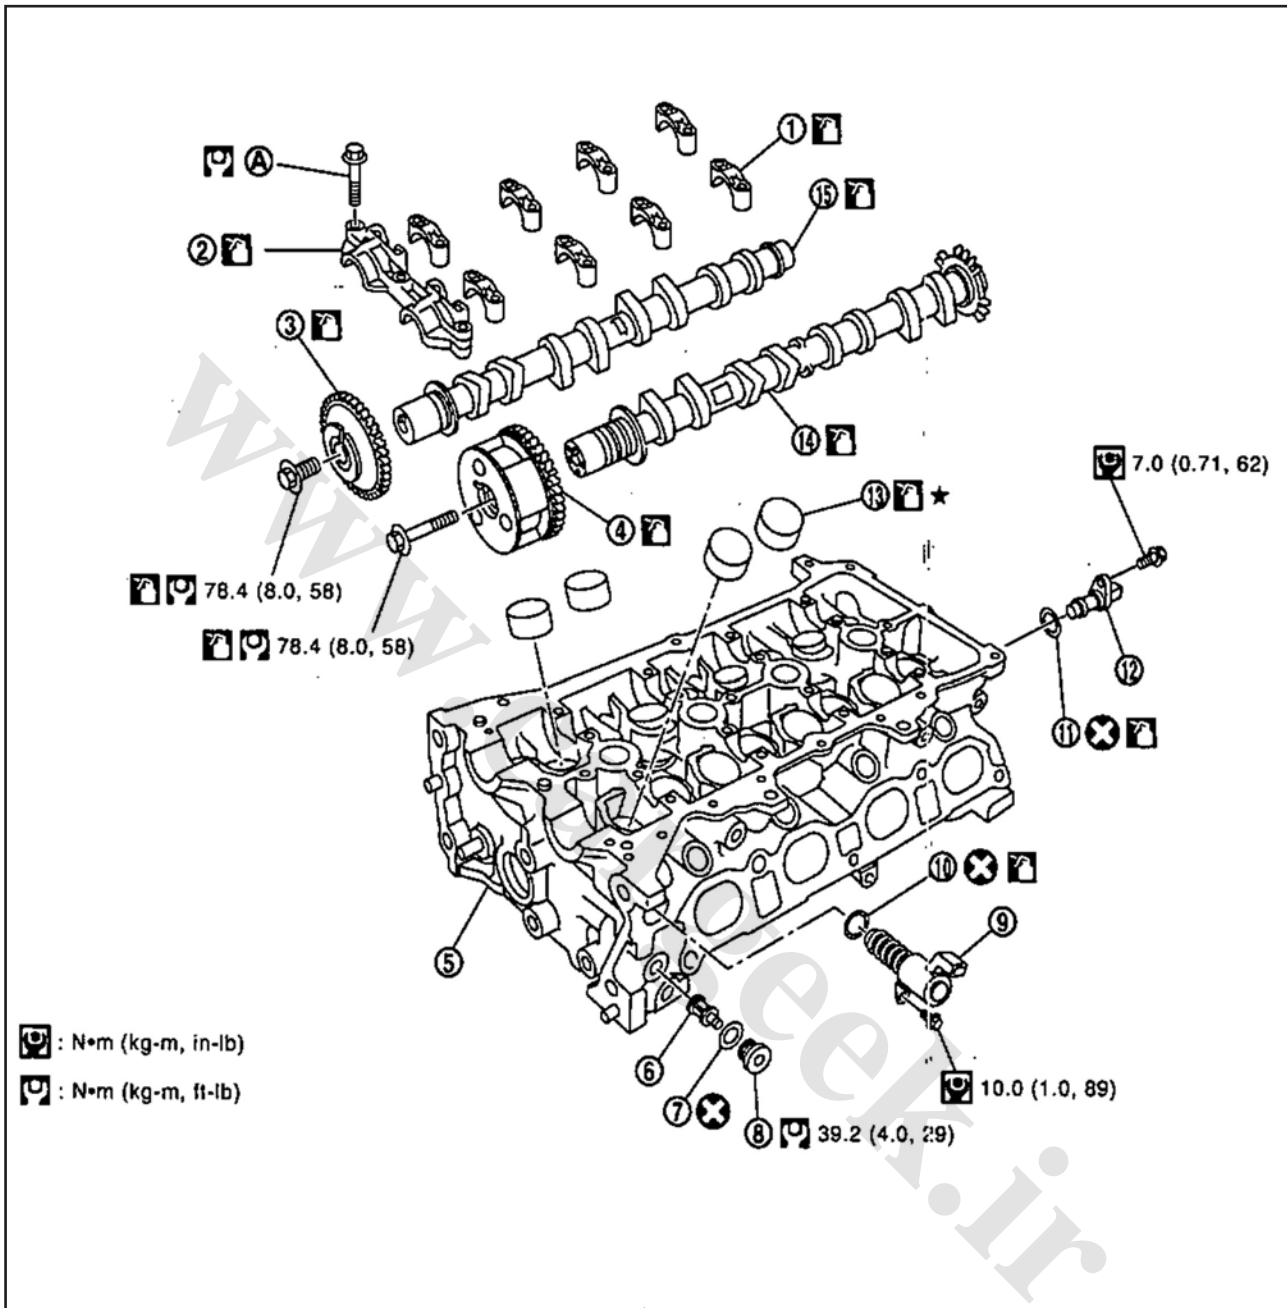 1
A
15
2
3
14
7.0 (0.71, 62)
13 ★
4
78.4 (8.0, 58)
78.4 (8.0, 58)
12
11
10
9
5
: N•m (kg-m, in-lb)
6
10.0 (1.0, 89)
: N•m (kg-m, ft-lb)
7
8 39.2 (4.0, 29)